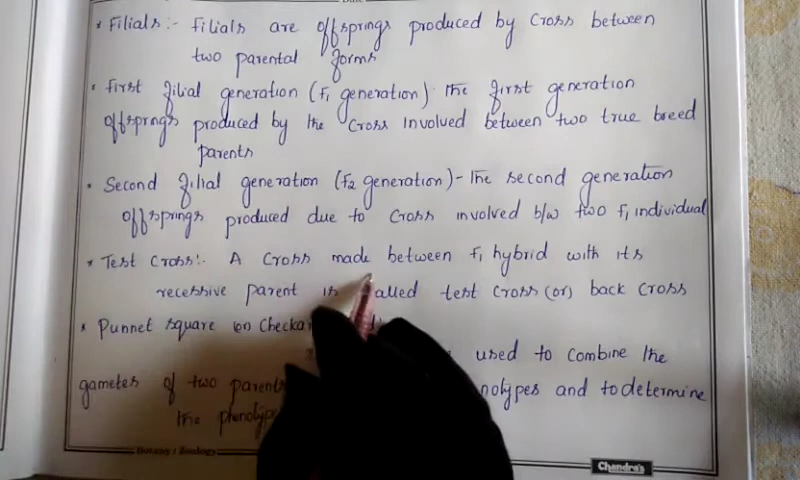 * Filials :- Filials are offsprings produced by Cross between
two parental forms
* First filial generation (F1 generation). The first generation
offsprings produced by the Cross involved between two true breed
parents
* Second filial generation (F2 generation) - The second generation
offsprings produced due to Cross involved b/w two F1 individual
* Test Cross:- A Cross made between F1 hybrid with its
recessive parent is called test cross (or) back cross
* Punnet square (or)
used to combine the
gametes of two parents and to determine
the
Botany / Zoology
Chandra's